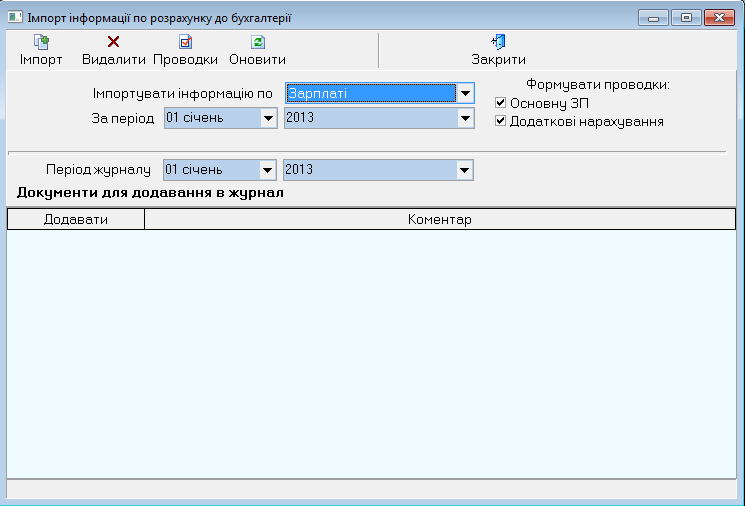 Імпорт інформації по розрахунку до бухгалтерії
Імпорт Видалити Проводки Оновити Закрити
Імпортувати інформацію по Зарплаті Формувати проводки:
Основну ЗП
За період 01 січень 2013 Додаткові нарахування
Період журналу 01 січень 2013
Документи для додавання в журнал
Додавати Коментар